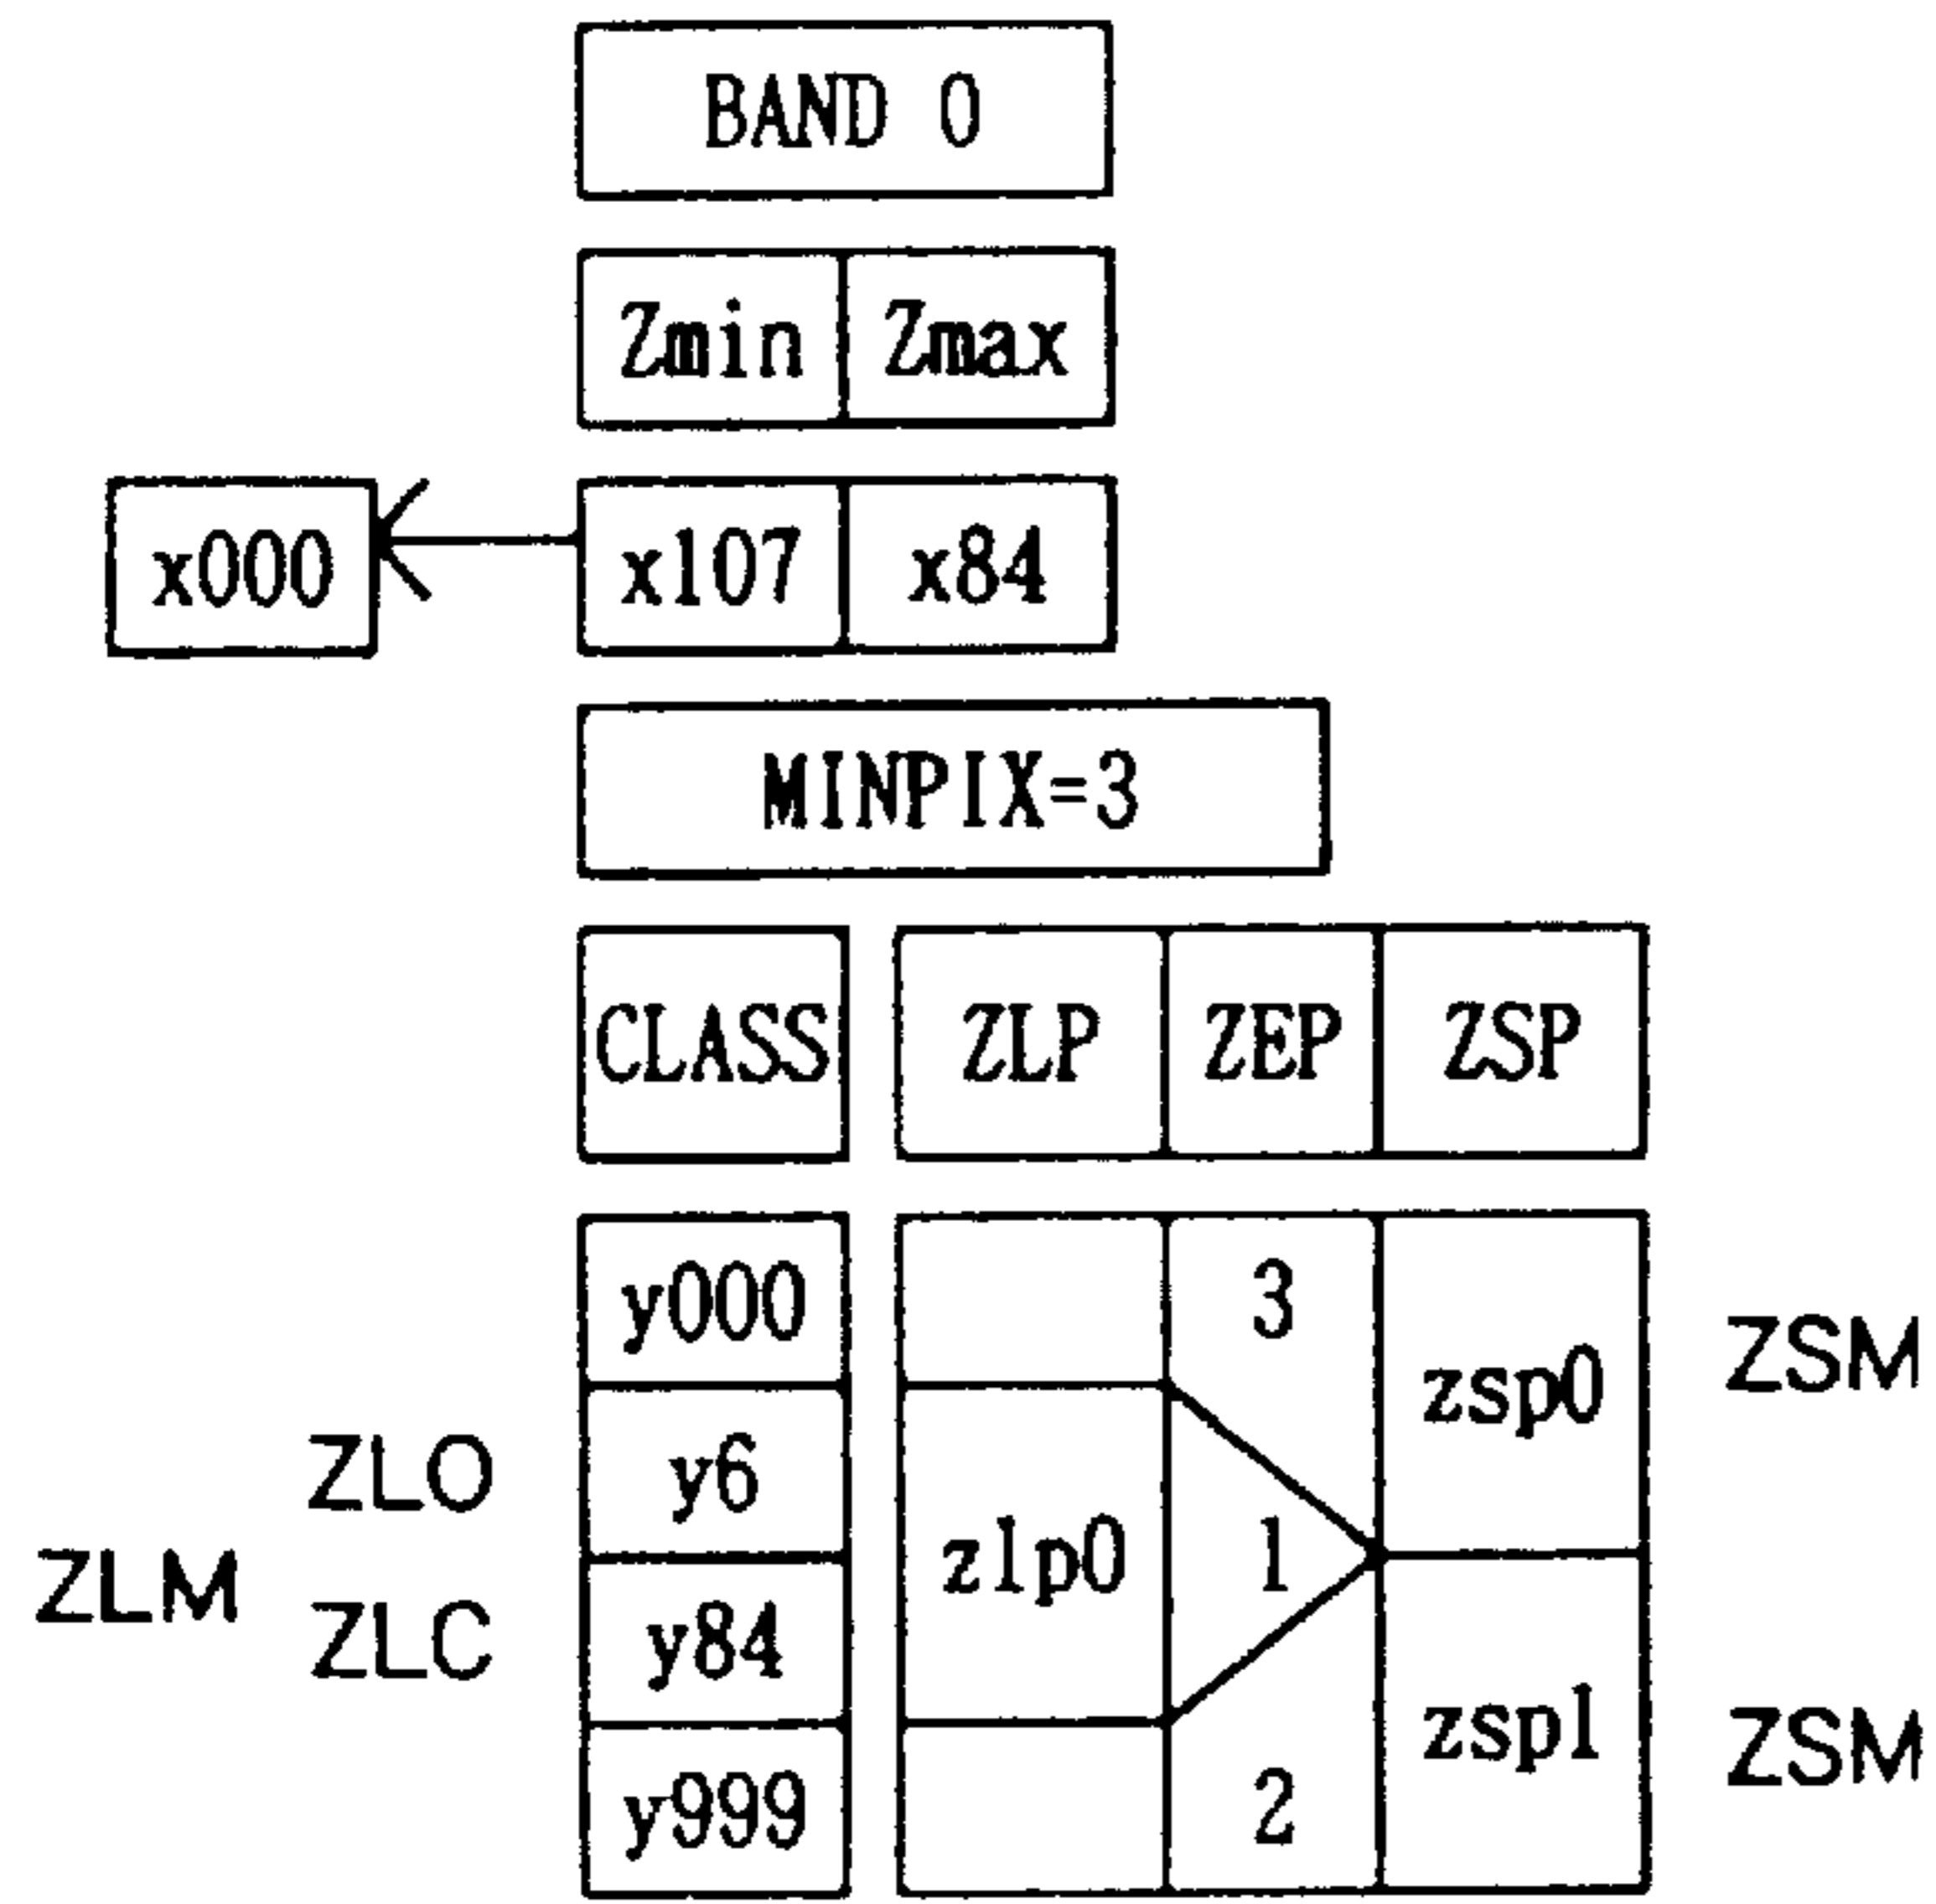 BAND 0
Zmin Zmax
x000 x107 x84
MINPIX=3
CLASS ZLP ZEP ZSP
y000 3
zsp0 ZSM
ZLO y6
zlp0 1
ZLM
ZLC y84
zsp1 ZSM
y999 2